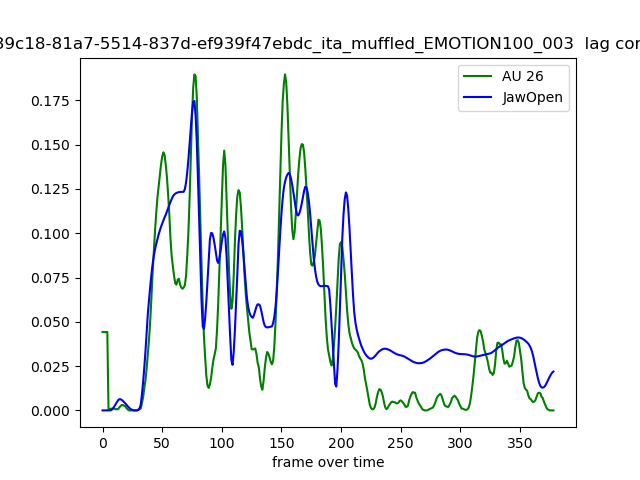 39c18-81a7-5514-837d-ef939f47ebdc_ita_muffled_EMOTION100_003 lag cor
AU 26
JawOpen
0.175
0.150
0.125
0.100
0.075
0.050
0.025
0.000
0 50 100 150 200 250 300 350
frame over time